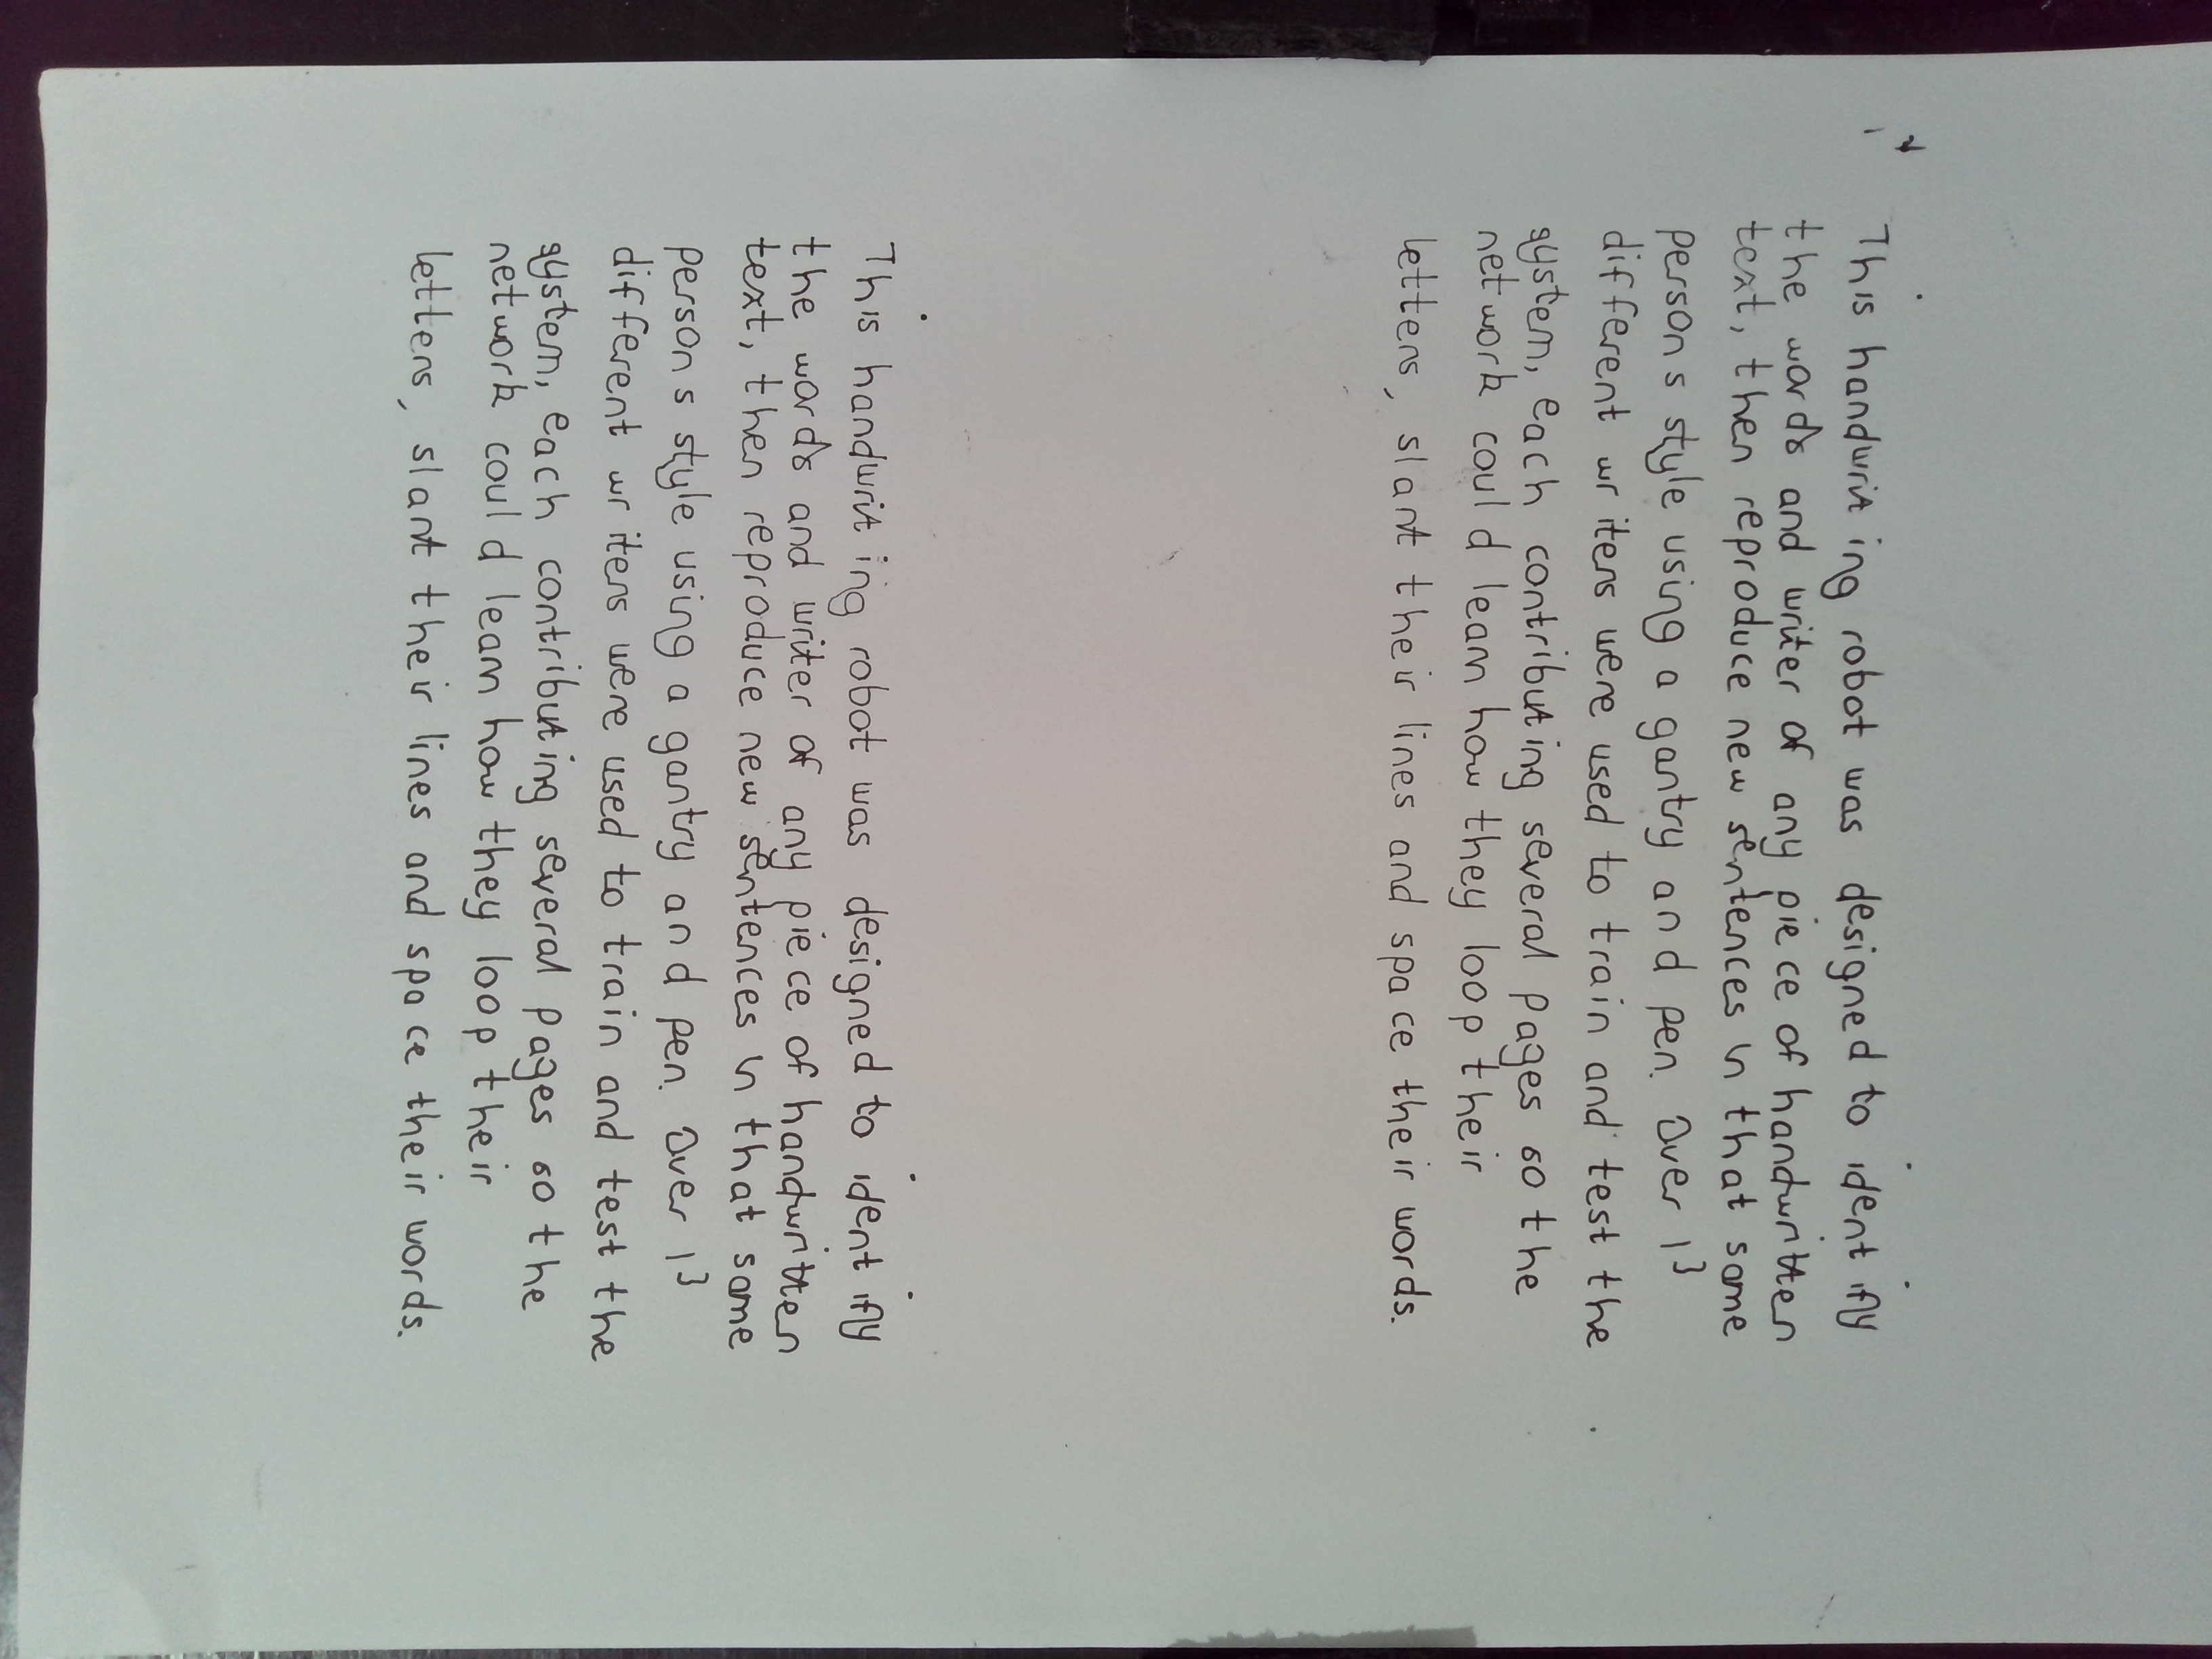 This handwriting robot was designed to identify
the words and writer of any piece of handwritten
text, then reproduce new sentences in that same
persons style using a gantry and pen. Over 13
different writers were used to train and test the
system, each contributing several pages so the
network could learn how they loop their
letters, slant their lines and space their words.
This handwriting robot was designed to identify
the words and writer of any piece of handwritten
text, then reproduce new sentences in that same
persons style using a gantry and pen. Over 13
different writers were used to train and test the
system, each contributing several pages so the
network could learn how they loop their
letters, slant their lines and space their words.